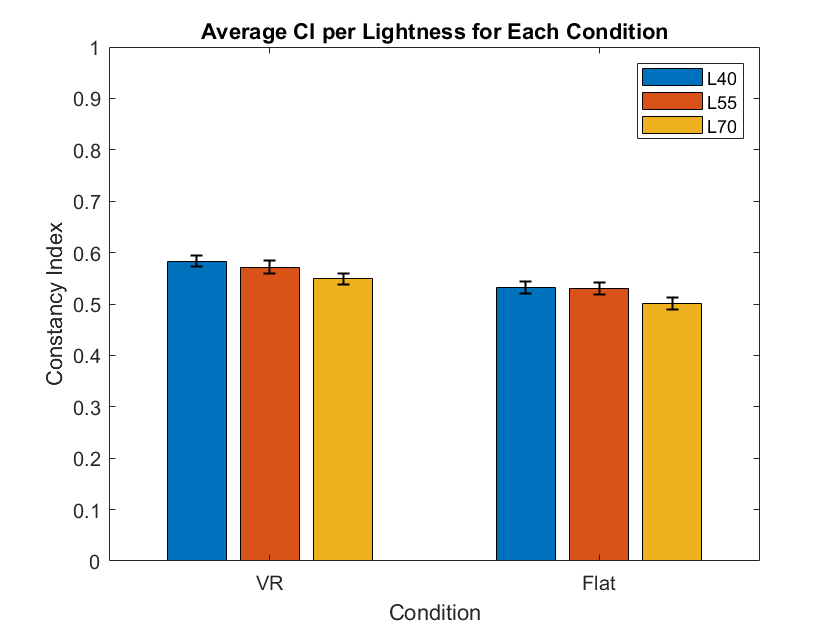 Average CI per Lightness for Each Condition
1
0.9
0.8
0.7
0.6
0.5
0.4
0.3
0.2
0.1
0
Constancy Index
L40
L55
L70
VR
Flat
Condition